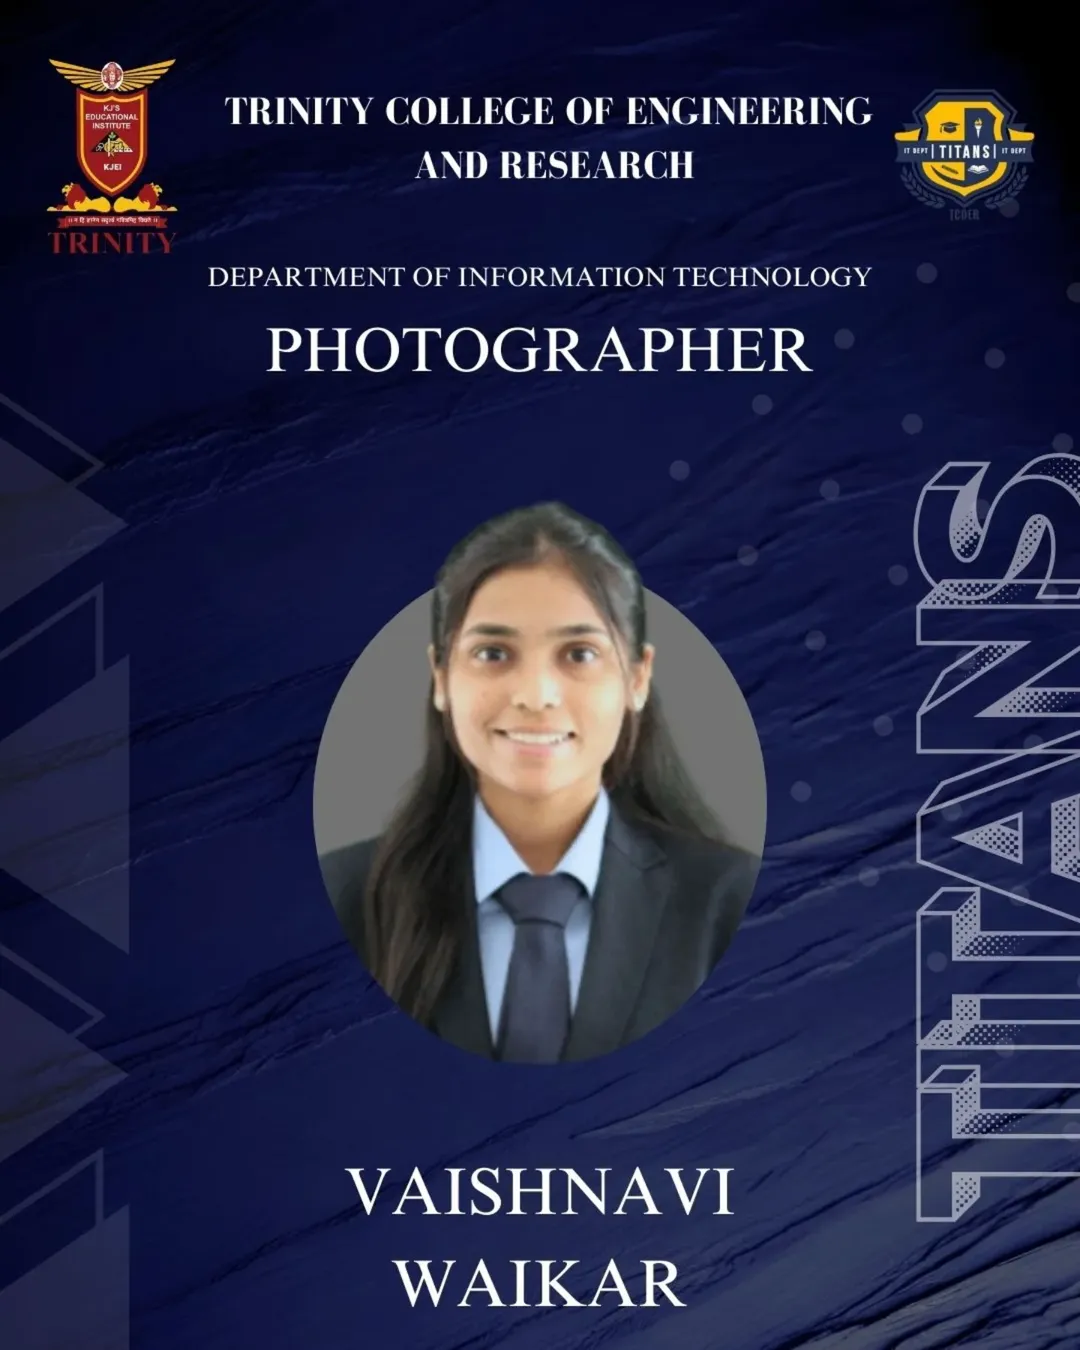 KJ'S
EDUCATIONAL
INSTITUTE
KJEI
TRINITY
TRINITY COLLEGE OF ENGINEERING
AND RESEARCH
IT DEPT TITANS IT DEPT
TCOER
DEPARTMENT OF INFORMATION TECHNOLOGY
PHOTOGRAPHER
TITANS
VAISHNAVI
WAIKAR